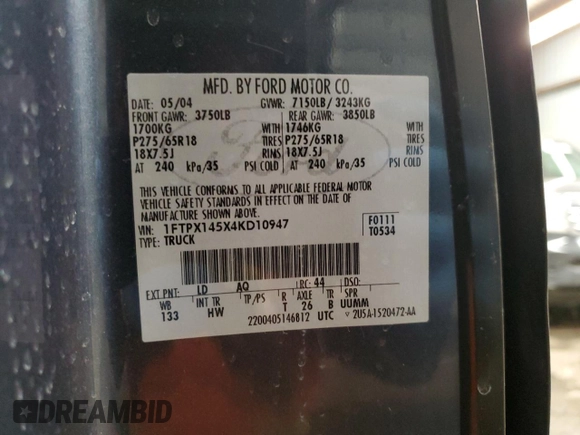 MFD. BY FORD MOTOR CO.
DATE: 05/04 GVWR: 7150LB/ 3243KG
FRONT GAWR: 3750LB REAR GAWR: 3850LB
1700KG WITH 1746KG WITH
P275/65R18 TIRES P275/65R18 TIRES
18X7.5J RIMS 18X7.5J RIMS
AT 240 kPa/35 PSI COLD AT 240 kPa/35 PSI COLD
Ford
THIS VEHICLE CONFORMS TO ALL APPLICABLE FEDERAL MOTOR
VEHICLE SAFETY STANDARDS IN EFFECT ON THE DATE OF
MANUFACTURE SHOWN ABOVE.
VIN: 1FTPX145X4KD10947 F0111
TYPE: TRUCK T0534
EXT PNT: LD AQ RC: 44 DSO:
WB INT TR TP/PS R AXLE TR SPR
133 HW T 26 B UUMM
2200405146812 UTC ▽ 2U5A-1520472-AA
DREAMBID